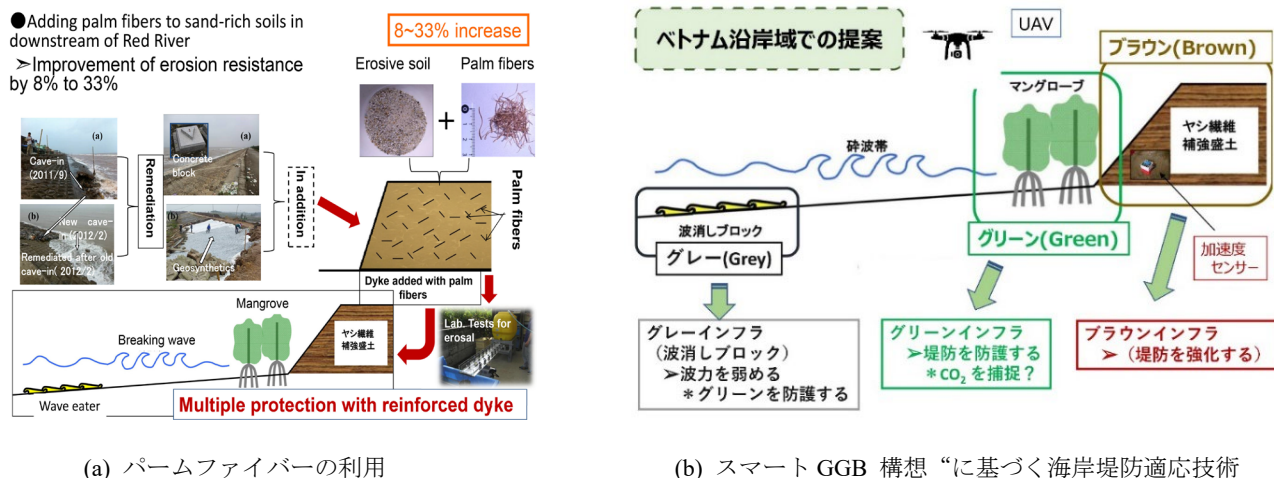 ●Adding palm fibers to sand-rich soils in
downstream of Red River
➢Improvement of erosion resistance
by 8% to 33%
8~33% increase
Erosive soil
Palm fibers
+
(a)
Cave-in
(2011/9)
(b)
New cave-
in (2012/2)
Remediated after old
cave-in( 2012/2)
Remediation
(a)
Concrete
block
(b)
Geosynthetics
In addition
Palm fibers
Dyke added with palm
fibers
Lab. Tests for
erosal
Mangrove
Breaking wave
ヤシ繊維
補強盛土
Wave eater
Multiple protection with reinforced dyke
(a) パームファイバーの利用
ベトナム沿岸域での提案
UAV
ブラウン(Brown)
マングローブ
ヤシ繊維
補強盛土
砕波帯
波消しブロック
グレー(Grey)
グリーン(Green)
加速度
センサー
グレーインフラ
(波消しブロック)
➢波力を弱める
＊グリーンを防護する
グリーンインフラ
➢堤防を防護する
＊CO₂を捕捉？
ブラウンインフラ
➢（堤防を強化する）
(b) スマート GGB 構想 “に基づく海岸堤防適応技術